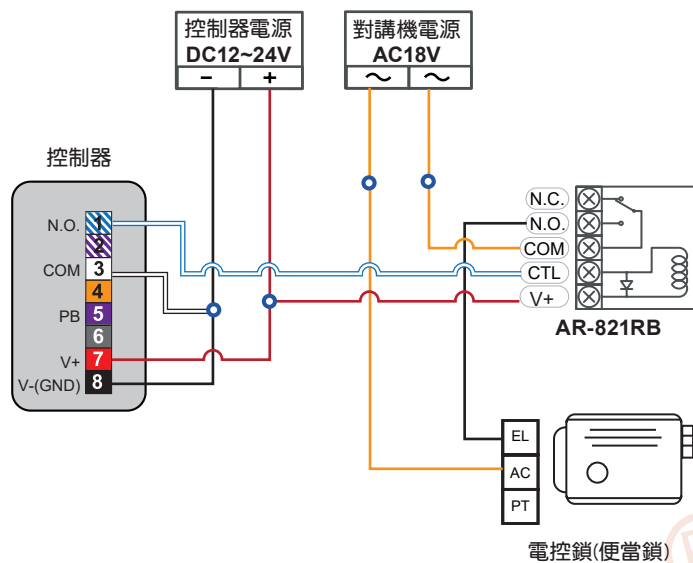 控制器電源
DC12~24V
− +
對講機電源
AC18V
～ ～
控制器
N.O. 1
2
COM 3
4
PB 5
6
V+ 7
V-(GND) 8
N.C.
N.O.
COM
CTL
V+
AR-821RB
EL
AC
PT
電控鎖(便當鎖)